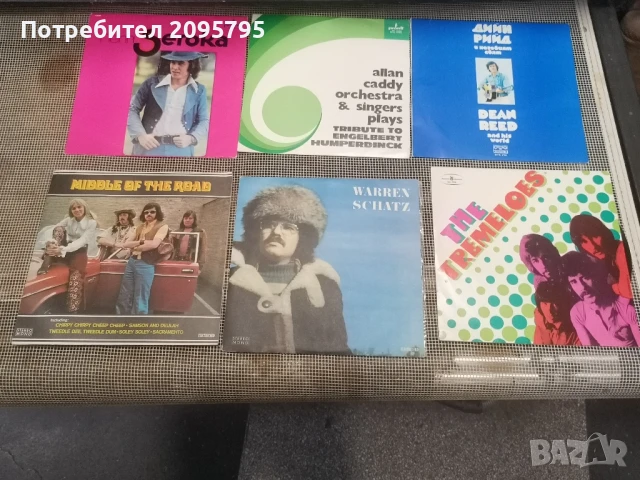 Потребител 2095795
allan
caddy
orchestra
& singers
plays
TRIBUTE TO
ENGELBERT
HUMPERDINCK
ДИЙН
РИЙД
DEAN
REED
and his
world
MIDDLE OF THE ROAD
including:
CHIRPY CHIRPY CHEEP CHEEP - SAMSON AND DELILAH
TWEEDLE DEE, TWEEDLE DUM - SOLEY SOLEY - SACRAMENTO
WARREN
SCHATZ
THE
TREMELOES
BAZAR